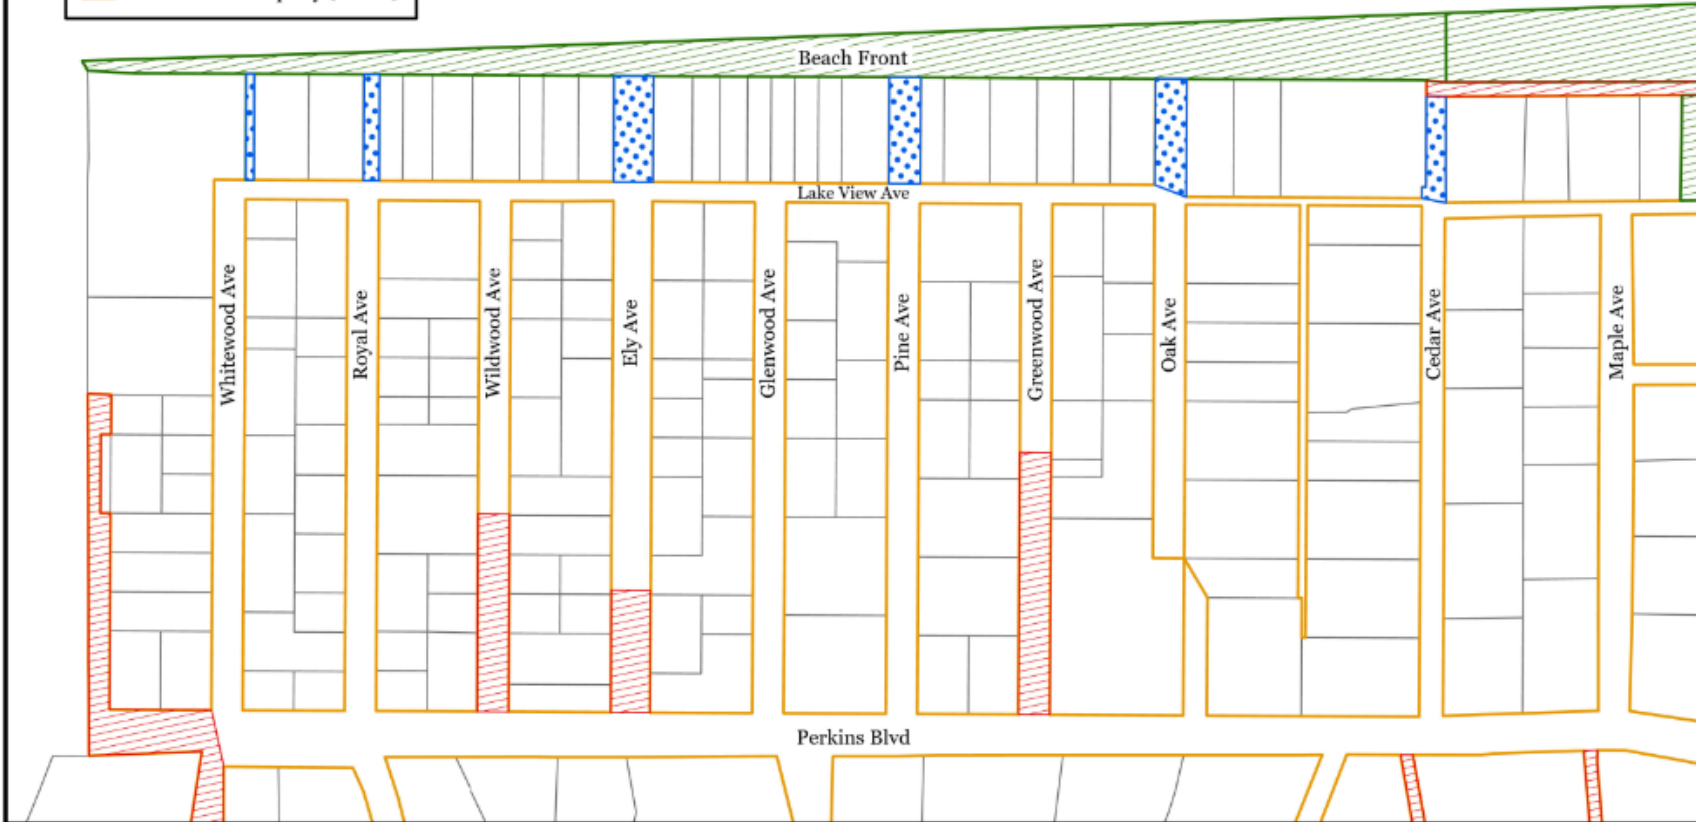 Beach Front
Lake View Ave
Whitewood Ave
Royal Ave
Wildwood Ave
Ely Ave
Glenwood Ave
Pine Ave
Greenwood Ave
Oak Ave
Cedar Ave
Maple Ave
Perkins Blvd